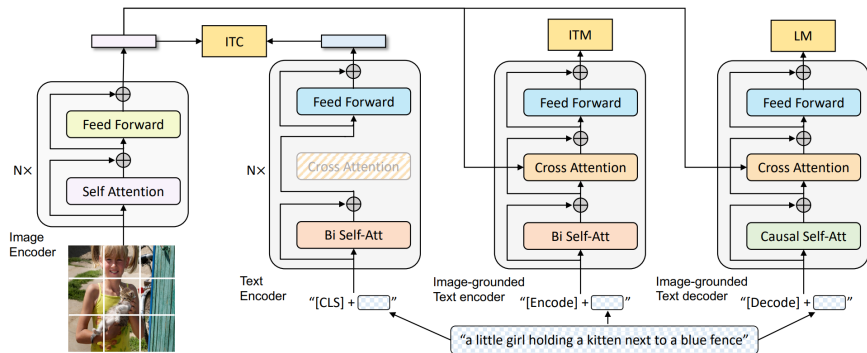 ITC
ITM
LM
Feed Forward
Self Attention
N×
Image
Encoder
Feed Forward
Cross Attention
Bi Self-Att
N×
Text
Encoder
"[CLS] + "
Feed Forward
Cross Attention
Bi Self-Att
Image-grounded
Text encoder
"[Encode] + "
Feed Forward
Cross Attention
Causal Self-Att
Image-grounded
Text decoder
"[Decode] + "
"a little girl holding a kitten next to a blue fence"